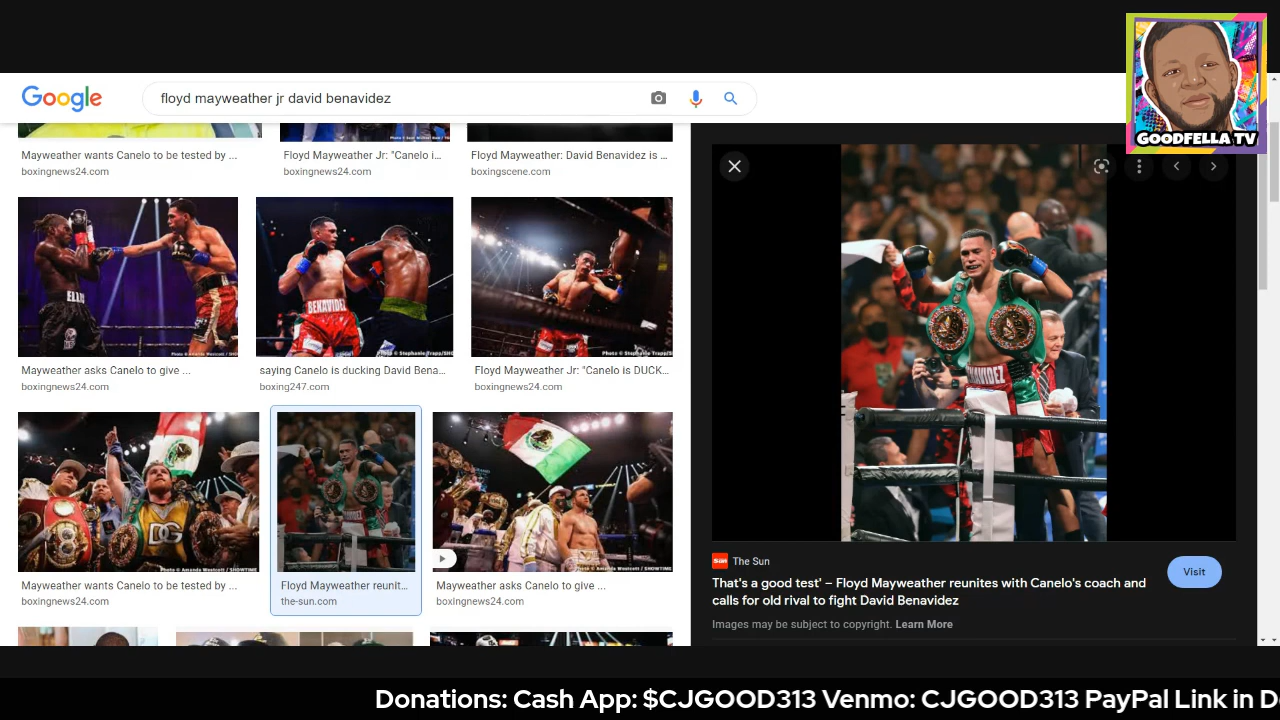 Google
floyd mayweather jr david benavidez
GOODFELLA TV
Mayweather wants Canelo to be tested by ...
boxingnews24.com
Floyd Mayweather Jr: "Canelo i...
boxingnews24.com
Floyd Mayweather: David Benavidez is ...
boxingscene.com
ELLIS
BENAVIDEZ
Mayweather asks Canelo to give ...
boxingnews24.com
saying Canelo is ducking David Bena...
boxing247.com
Floyd Mayweather Jr: "Canelo is DUCK...
boxingnews24.com
DG
Mayweather wants Canelo to be tested by ...
boxingnews24.com
Floyd Mayweather reunit...
the-sun.com
Mayweather asks Canelo to give ...
boxingnews24.com
Sun The Sun
That's a good test' – Floyd Mayweather reunites with Canelo's coach and
calls for old rival to fight David Benavidez
Visit
Images may be subject to copyright. Learn More
Donations: Cash App: $CJGOOD313 Venmo: CJGOOD313 PayPal Link in D